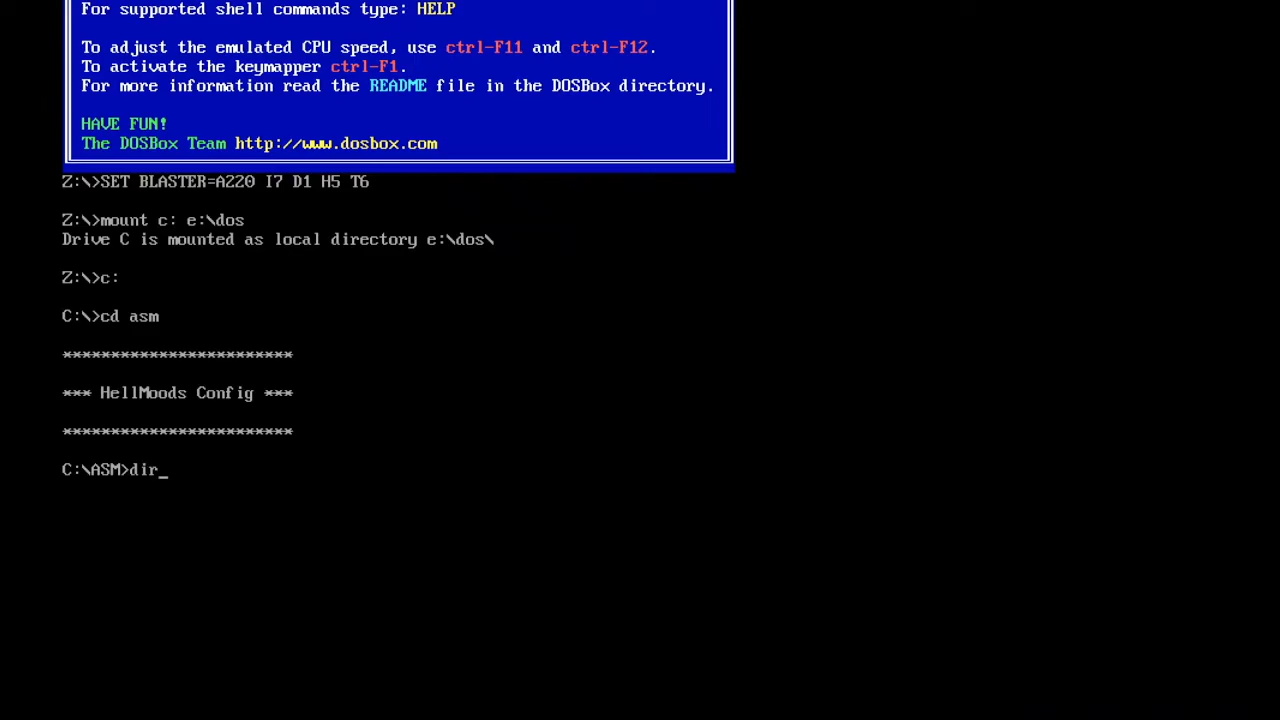 For supported shell commands type: HELP
To adjust the emulated CPU speed, use ctrl-F11 and ctrl-F12.
To activate the keymapper ctrl-F1.
For more information read the README file in the DOSBox directory.
HAVE FUN!
The DOSBox Team http://www.dosbox.com
Z:\>SET BLASTER=A220 I7 D1 H5 T6
Z:\>mount c: e:\dos
Drive C is mounted as local directory e:\dos\
Z:\>c:
C:\>cd asm
************************
*** HellMoods Config ***
************************
C:\ASM>dir_